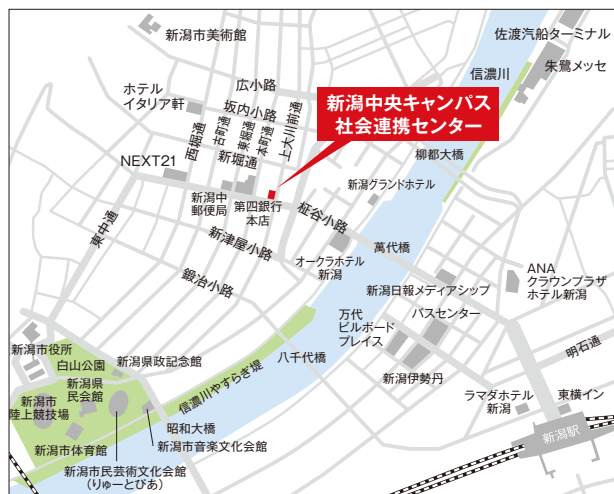 佐渡汽船ターミナル
新潟市美術館
信濃川
朱鷺メッセ
広小路
ホテル
イタリア軒
坂内小路
新潟中央キャンパス
社会連携センター
西堀通
古町通
東堀通
本町通
上大川前通
新堀通
柳都大橋
NEXT21
新潟グランドホテル
新潟中
郵便局
第四銀行
本店
柾谷小路
東中通
新津屋小路
オークラホテル
新潟
萬代橋
鍛冶小路
新潟日報メディアシップ
ANA
クラウンプラザ
ホテル新潟
万代
ビルボード
プレイス
バスセンター
明石通
新潟市役所
白山公園
新潟県政記念館
八千代橋
新潟伊勢丹
新潟県
民会館
信濃川やすらぎ堤
新潟市
陸上競技場
ラマダホテル
新潟
東横イン
昭和大橋
新潟駅
新潟市音楽文化会館
新潟市体育館
新潟市民芸術文化会館
(りゅーとぴあ)